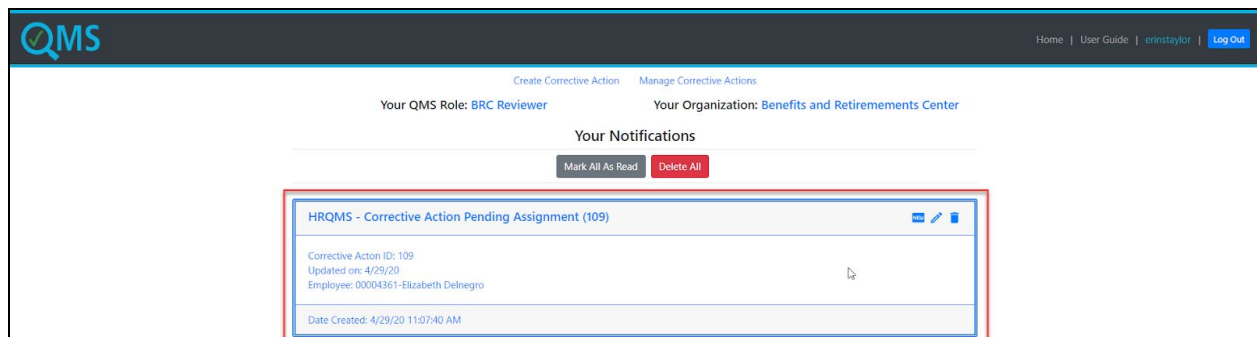 QMS
Home | User Guide | erinstaylor | Log Out
Create Corrective Action Manage Corrective Actions
Your QMS Role: BRC Reviewer Your Organization: Benefits and Retiremements Center
Your Notifications
Mark All As Read Delete All
HRQMS - Corrective Action Pending Assignment (109) NEW
Corrective Acton ID: 109
Updated on: 4/29/20
Employee: 00004361-Elizabeth Delnegro
Date Created: 4/29/20 11:07:40 AM